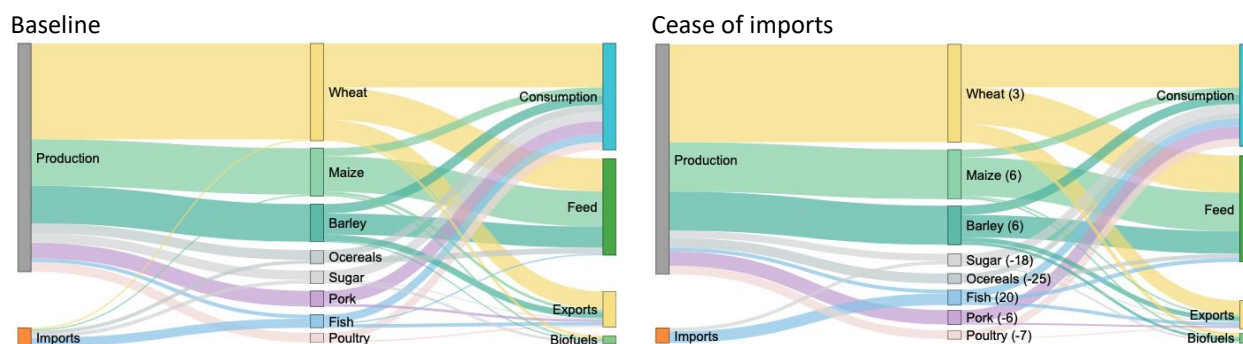 Baseline
Production
Imports
Wheat
Maize
Barley
Ocereals
Sugar
Pork
Fish
Poultry
Consumption
Feed
Exports
Biofuels
Cease of imports
Production
Imports
Wheat (3)
Maize (6)
Barley (6)
Sugar (-18)
Ocereals (-25)
Fish (20)
Pork (-6)
Poultry (-7)
Consumption
Feed
Exports
Biofuels